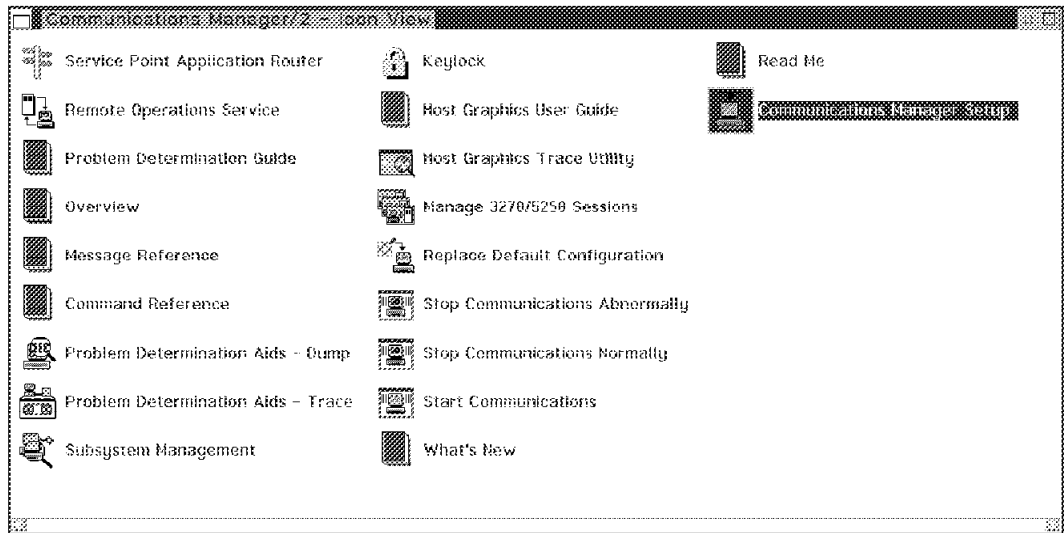 Communications Manager/2 - Icon View
Service Point Application Router
Remote Operations Service
Problem Determination Guide
Overview
Message Reference
Command Reference
Problem Determination Aids - Dump
Problem Determination Aids - Trace
Subsystem Management
Keylock
Host Graphics User Guide
Host Graphics Trace Utility
Manage 3270/5250 Sessions
Replace Default Configuration
Stop Communications Abnormally
Stop Communications Normally
Start Communications
What's New
Read Me
Communications Manager Setup